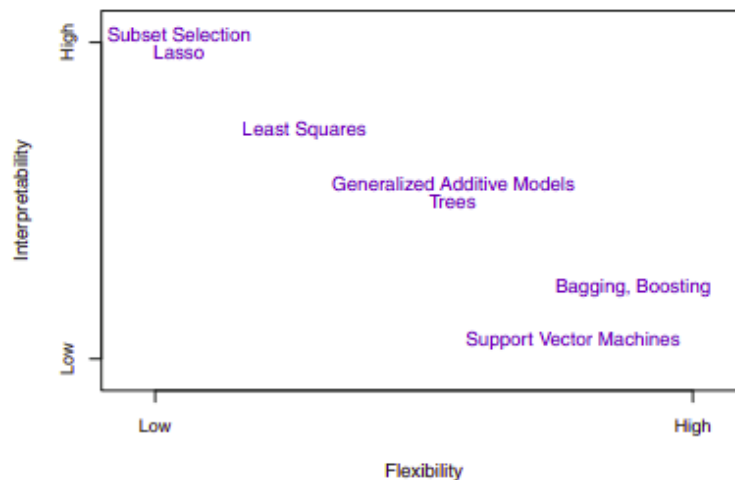 High
Subset Selection
Lasso
Least Squares
Generalized Additive Models
Trees
Bagging, Boosting
Support Vector Machines
Low
Interpretability
Low
High
Flexibility